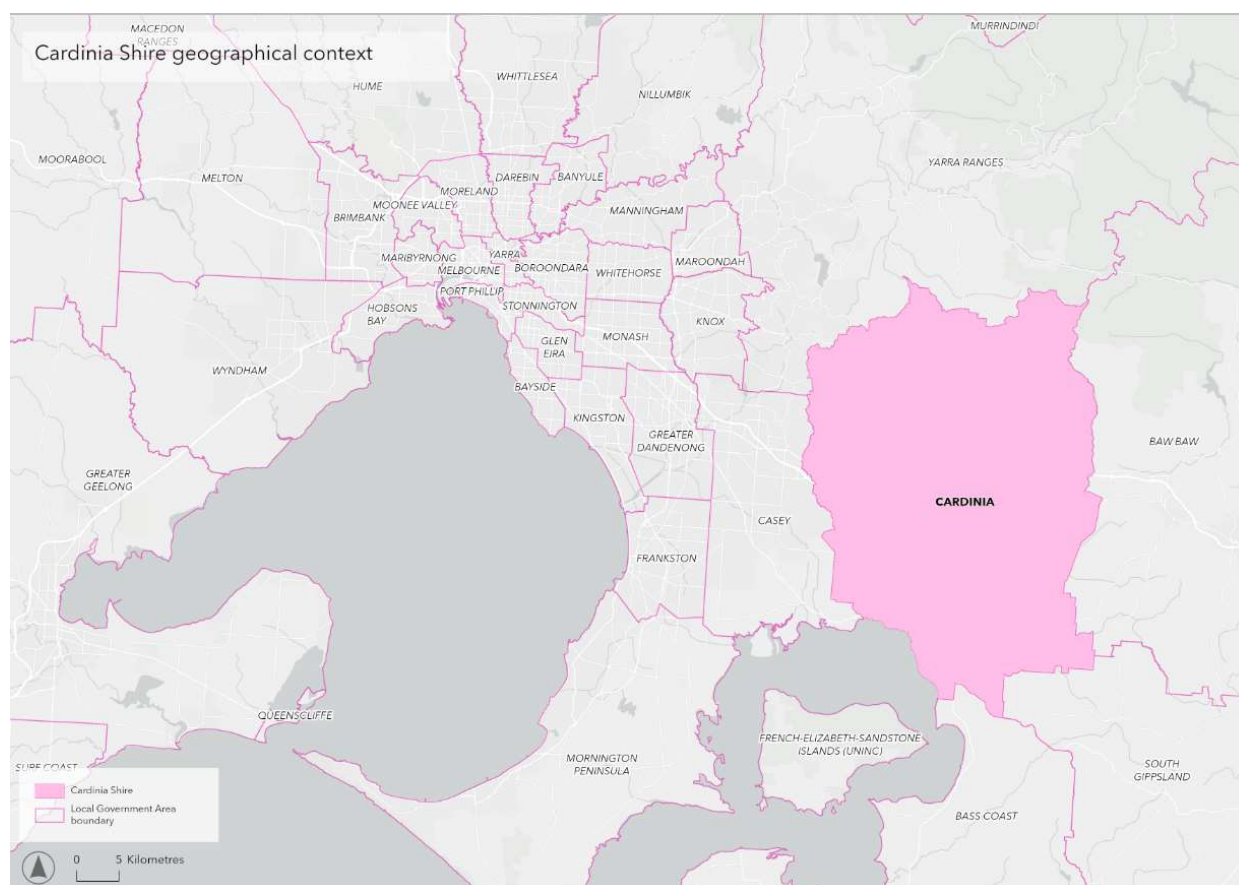 MACEDON
RANGES
MURRINDINDI
Cardinia Shire geographical context
WHITTLESEA
HUME
NILLUMBIK
MOORABOOL
MELTON
DAREBIN
BANYULE
YARRA RANGES
MORELAND
MOONEE VALLEY
BRIMBANK
MANNINGHAM
MARIBYRNONG
YARRA
MELBOURNE
BOROONDARA
WHITEHORSE
MAROONDAH
PORT PHILLIP
STONNINGTON
HOBSONS
BAY
KNOX
GLEN
EIRA
MONASH
WYNDHAM
BAYSIDE
KINGSTON
GREATER
DANDENONG
BAW BAW
GREATER
GEELONG
CARDINIA
CASEY
FRANKSTON
QUEENSCLIFFE
FRENCH-ELIZABETH-SANDSTONE
ISLANDS (UNINC)
MORNINGTON
PENINSULA
SOUTH
GIPPSLAND
SURF COAST
BASS COAST
Cardinia Shire
Local Government Area
boundary
0 5 Kilometres